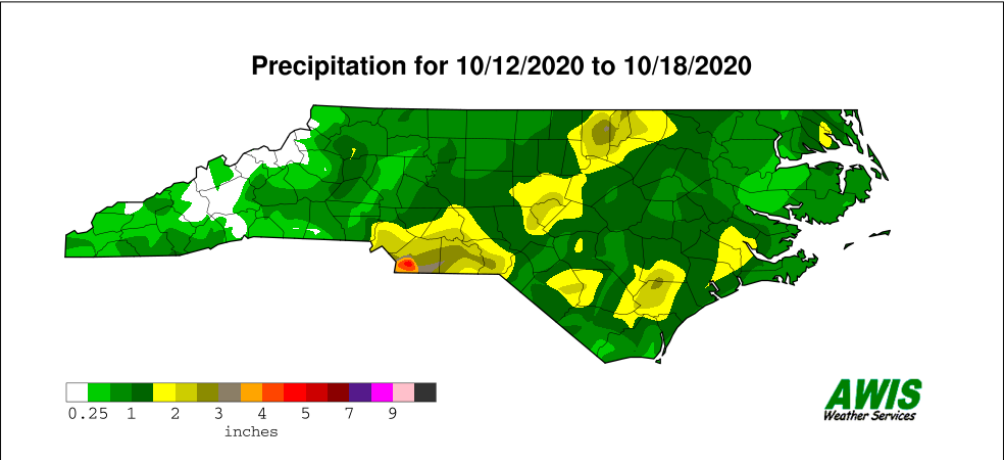 Precipitation for 10/12/2020 to 10/18/2020
0.25 1 2 3 4 5 7 9
inches
AWIS
Weather Services